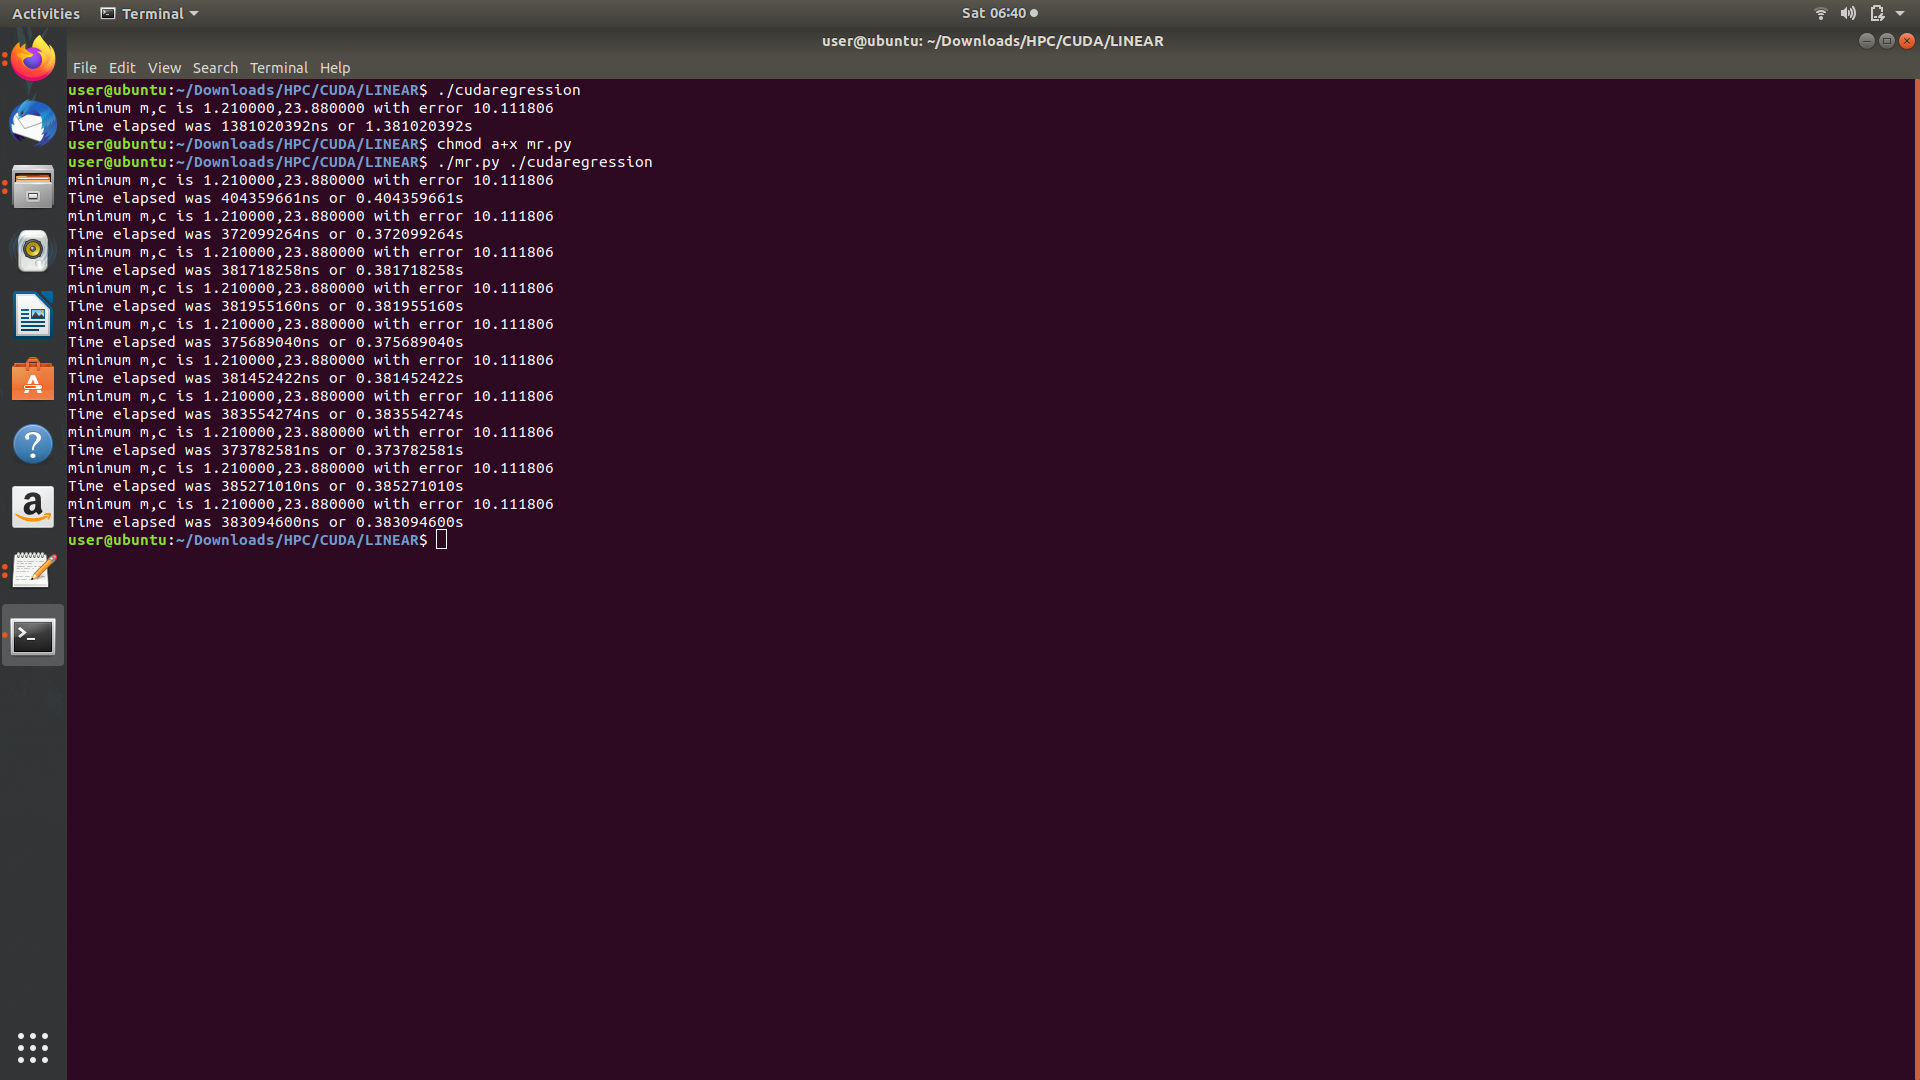 Activities Terminal Sat 06:40
user@ubuntu: ~/Downloads/HPC/CUDA/LINEAR
File Edit View Search Terminal Help
user@ubuntu:~/Downloads/HPC/CUDA/LINEAR$ ./cudaregression
minimum m,c is 1.210000,23.880000 with error 10.111806
Time elapsed was 1381020392ns or 1.381020392s
user@ubuntu:~/Downloads/HPC/CUDA/LINEAR$ chmod a+x mr.py
user@ubuntu:~/Downloads/HPC/CUDA/LINEAR$ ./mr.py ./cudaregression
minimum m,c is 1.210000,23.880000 with error 10.111806
Time elapsed was 404359661ns or 0.404359661s
minimum m,c is 1.210000,23.880000 with error 10.111806
Time elapsed was 372099264ns or 0.372099264s
minimum m,c is 1.210000,23.880000 with error 10.111806
Time elapsed was 381718258ns or 0.381718258s
minimum m,c is 1.210000,23.880000 with error 10.111806
Time elapsed was 381955160ns or 0.381955160s
minimum m,c is 1.210000,23.880000 with error 10.111806
Time elapsed was 375689040ns or 0.375689040s
minimum m,c is 1.210000,23.880000 with error 10.111806
Time elapsed was 381452422ns or 0.381452422s
minimum m,c is 1.210000,23.880000 with error 10.111806
Time elapsed was 383554274ns or 0.383554274s
minimum m,c is 1.210000,23.880000 with error 10.111806
Time elapsed was 373782581ns or 0.373782581s
minimum m,c is 1.210000,23.880000 with error 10.111806
Time elapsed was 385271010ns or 0.385271010s
minimum m,c is 1.210000,23.880000 with error 10.111806
Time elapsed was 383094600ns or 0.383094600s
user@ubuntu:~/Downloads/HPC/CUDA/LINEAR$